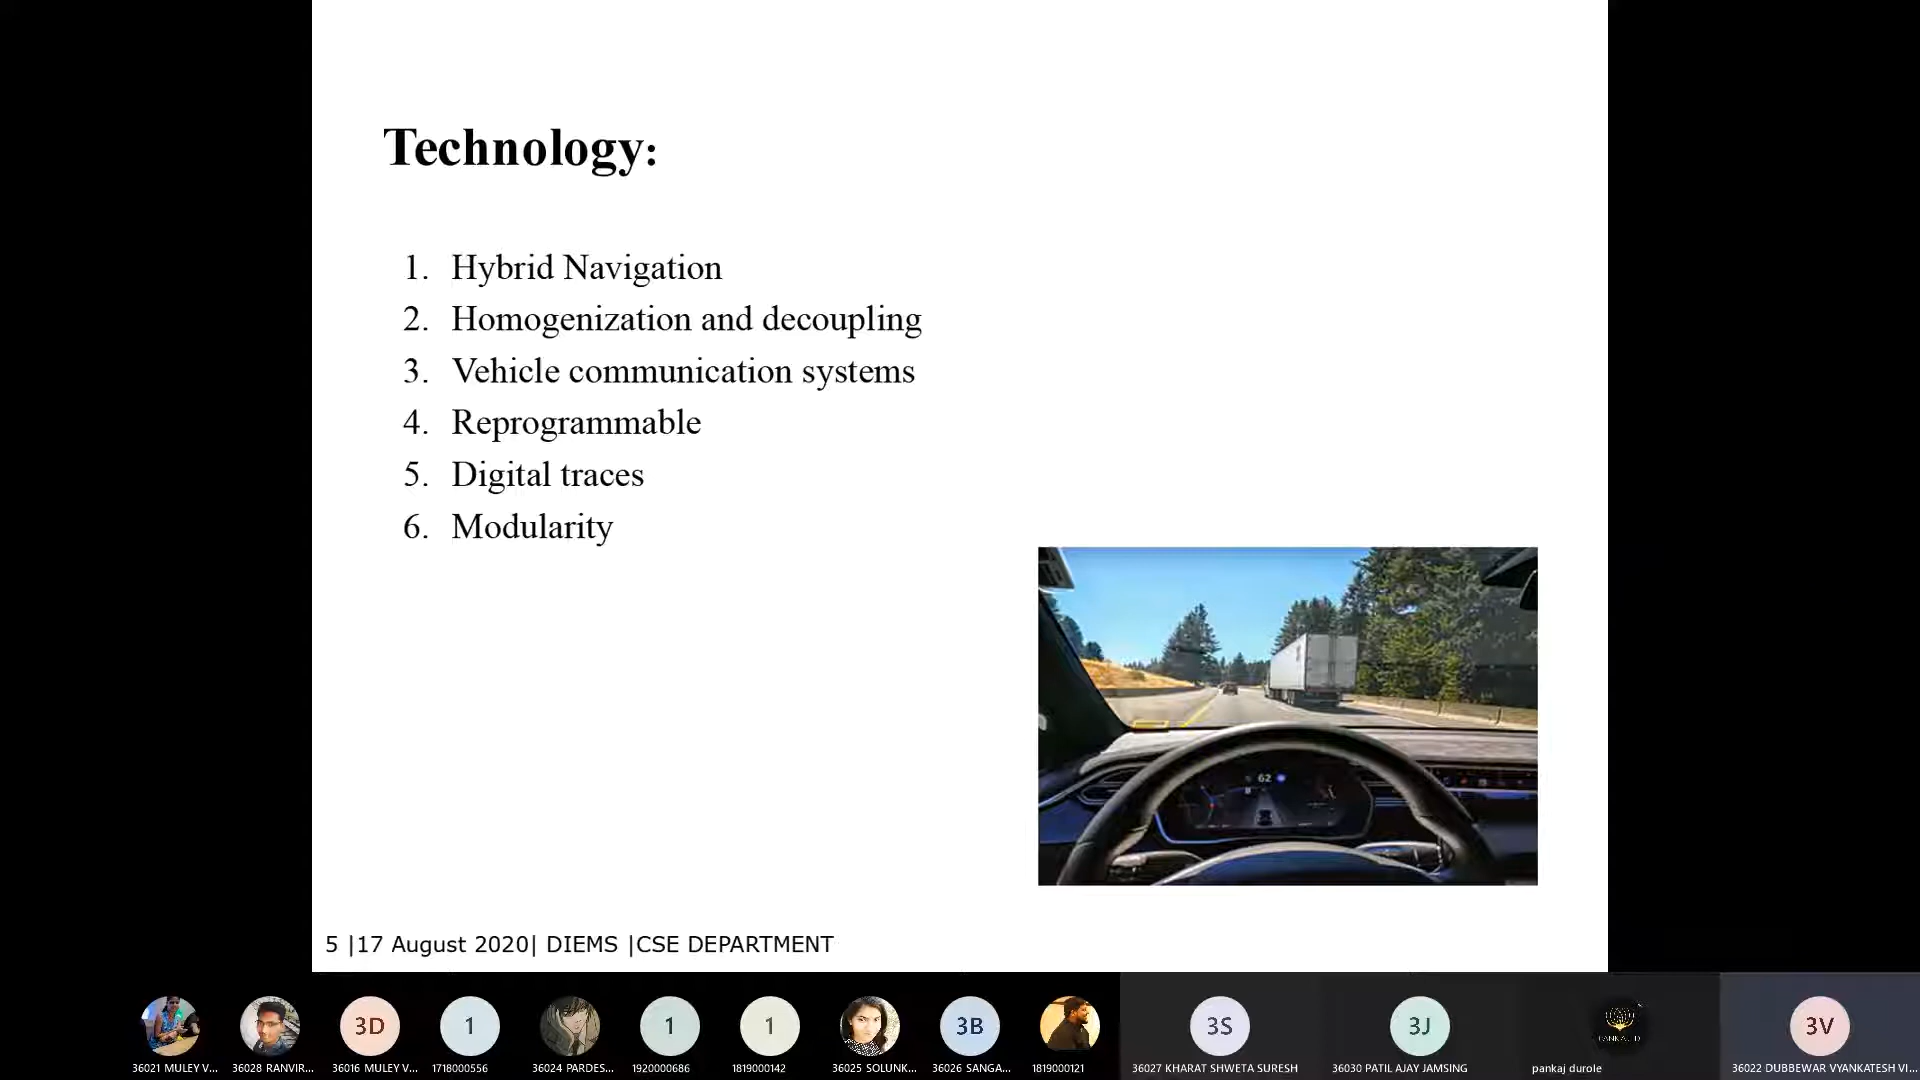 Technology:
1. Hybrid Navigation
2. Homogenization and decoupling
3. Vehicle communication systems
4. Reprogrammable
5. Digital traces
6. Modularity
62
5 |17 August 2020| DIEMS |CSE DEPARTMENT
3D
1
1
1
3B
3S
3J
3V
36021 MULEY V...
36028 RANVIR...
36016 MULEY V...
1718000556
36024 PARDES...
1920000686
1819000142
36025 SOLUNK...
36026 SANGA...
1819000121
36027 KHARAT SHWETA SURESH
36030 PATIL AJAY JAMSING
pankaj durole
36022 DUBBEWAR VYANKATESH VI...